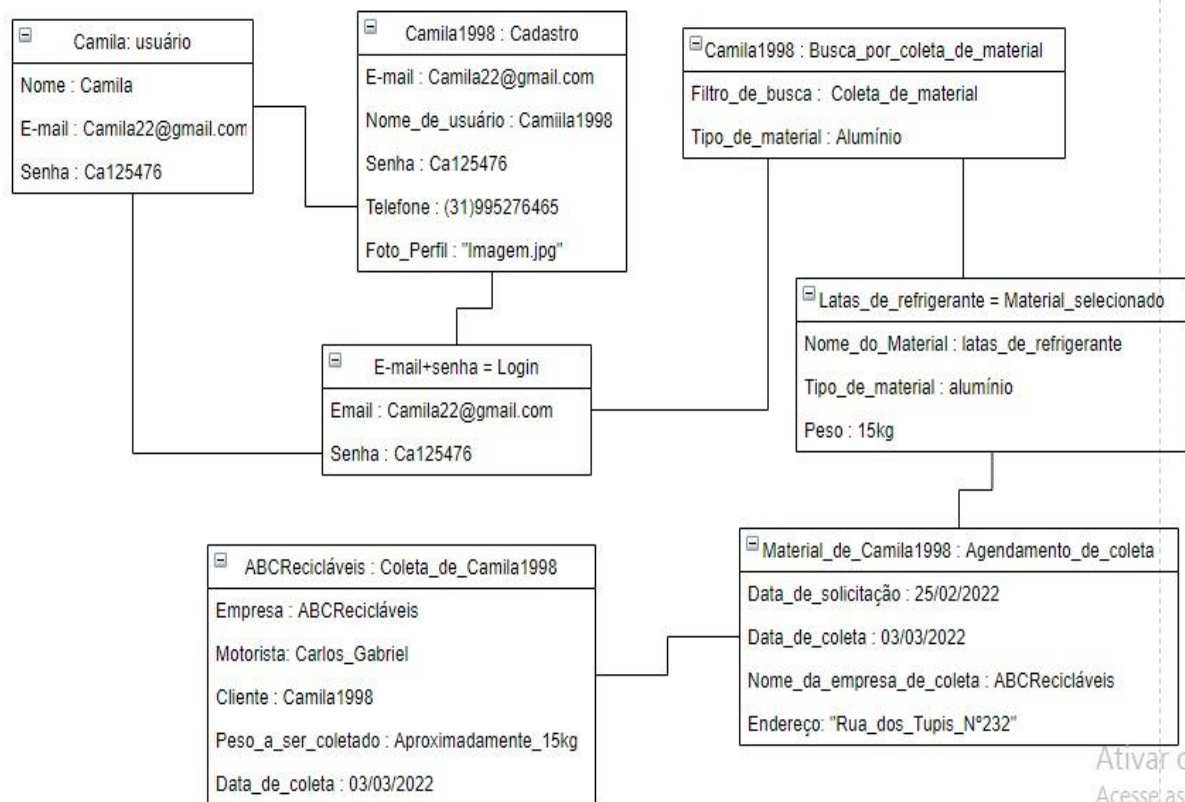 Camila: usuário
Nome : Camila
E-mail : Camila22@gmail.com
Senha : Ca125476
Camila1998 : Cadastro
E-mail : Camila22@gmail.com
Nome_de_usuário : Camiila1998
Senha : Ca125476
Telefone : (31)995276465
Foto_Perfil : "Imagem.jpg"
Camila1998 : Busca_por_coleta_de_material
Filtro_de_busca : Coleta_de_material
Tipo_de_material : Alumínio
E-mail+senha = Login
Email : Camila22@gmail.com
Senha : Ca125476
Latas_de_refrigerante = Material_selecionado
Nome_do_Material : latas_de_refrigerante
Tipo_de_material : alumínio
Peso : 15kg
ABCRecicláveis : Coleta_de_Camila1998
Empresa : ABCRecicláveis
Motorista: Carlos_Gabriel
Cliente : Camila1998
Peso_a_ser_coletado : Aproximadamente_15kg
Data_de_coleta : 03/03/2022
Material_de_Camila1998 : Agendamento_de_coleta
Data_de_solicitação : 25/02/2022
Data_de_coleta : 03/03/2022
Nome_da_empresa_de_coleta : ABCRecicláveis
Endereço: "Rua_dos_Tupis_Nº232"
Ativar
Acesse as